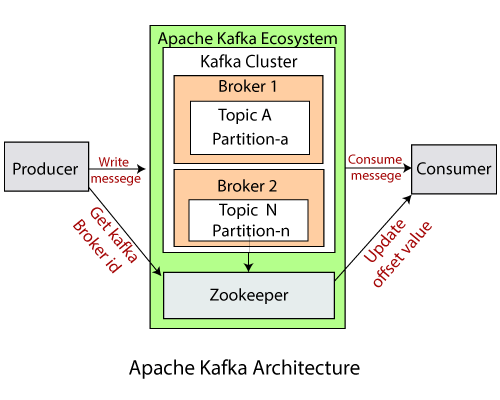 Apache Kafka Ecosystem
Kafka Cluster
Broker 1
Topic A
Partition-a
Broker 2
Topic N
Partition-n
Zookeeper
Producer
Write
messege
Get kafka
Broker id
Consume
messege
Consumer
Update
offset value
Apache Kafka Architecture